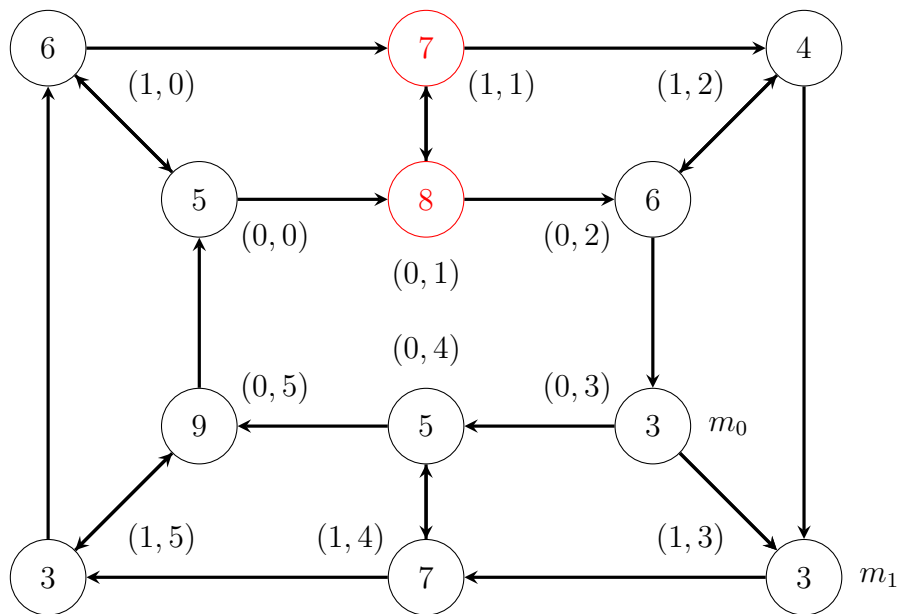 6 7 4
(1, 0) (1, 1) (1, 2)
5 8 6
(0, 0) (0, 2)
(0, 1)
(0, 4)
(0, 5) (0, 3)
9 5 3 m₀
(1, 5) (1, 4) (1, 3)
3 7 3 m₁